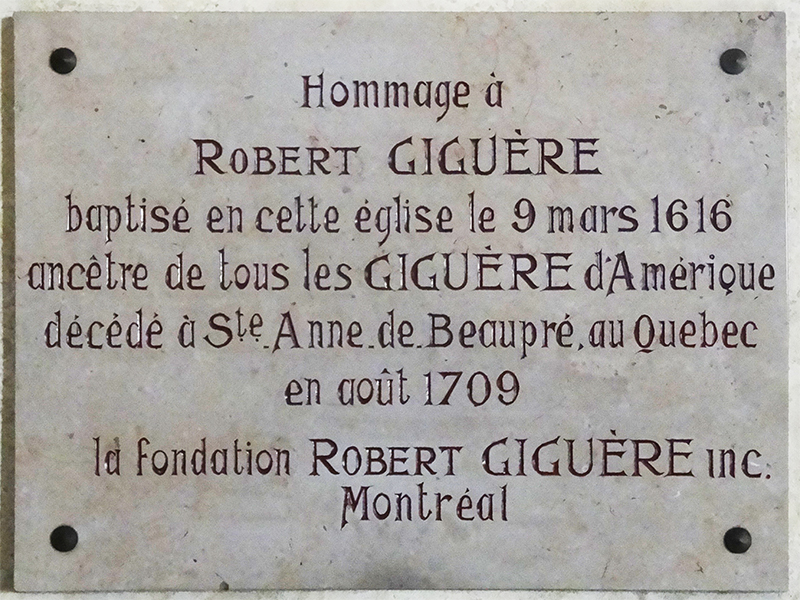 Hommage à
ROBERT GIGUÈRE
baptisé en cette église le 9 mars 1616
ancêtre de tous les GIGUÈRE d'Amérique
décédé à Ste-Anne-de-Beaupré, au Quebec
en août 1709
la fondation ROBERT GIGUÈRE inc.
Montréal